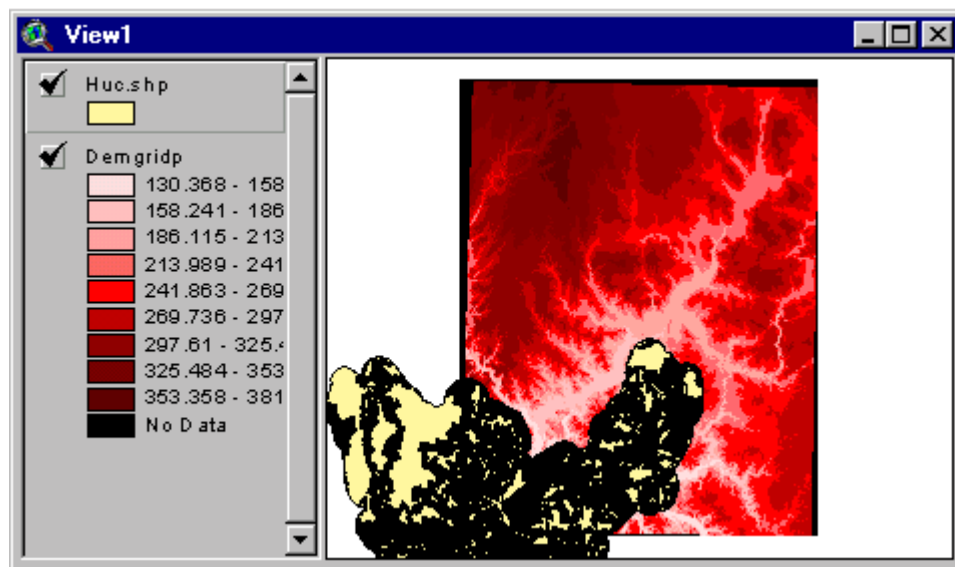 View1
Huc.shp
Demgridp
130.368 - 158
158.241 - 186
186.115 - 213
213.989 - 241
241.863 - 269
269.736 - 297
297.61 - 325.4
325.484 - 353
353.358 - 381
No Data